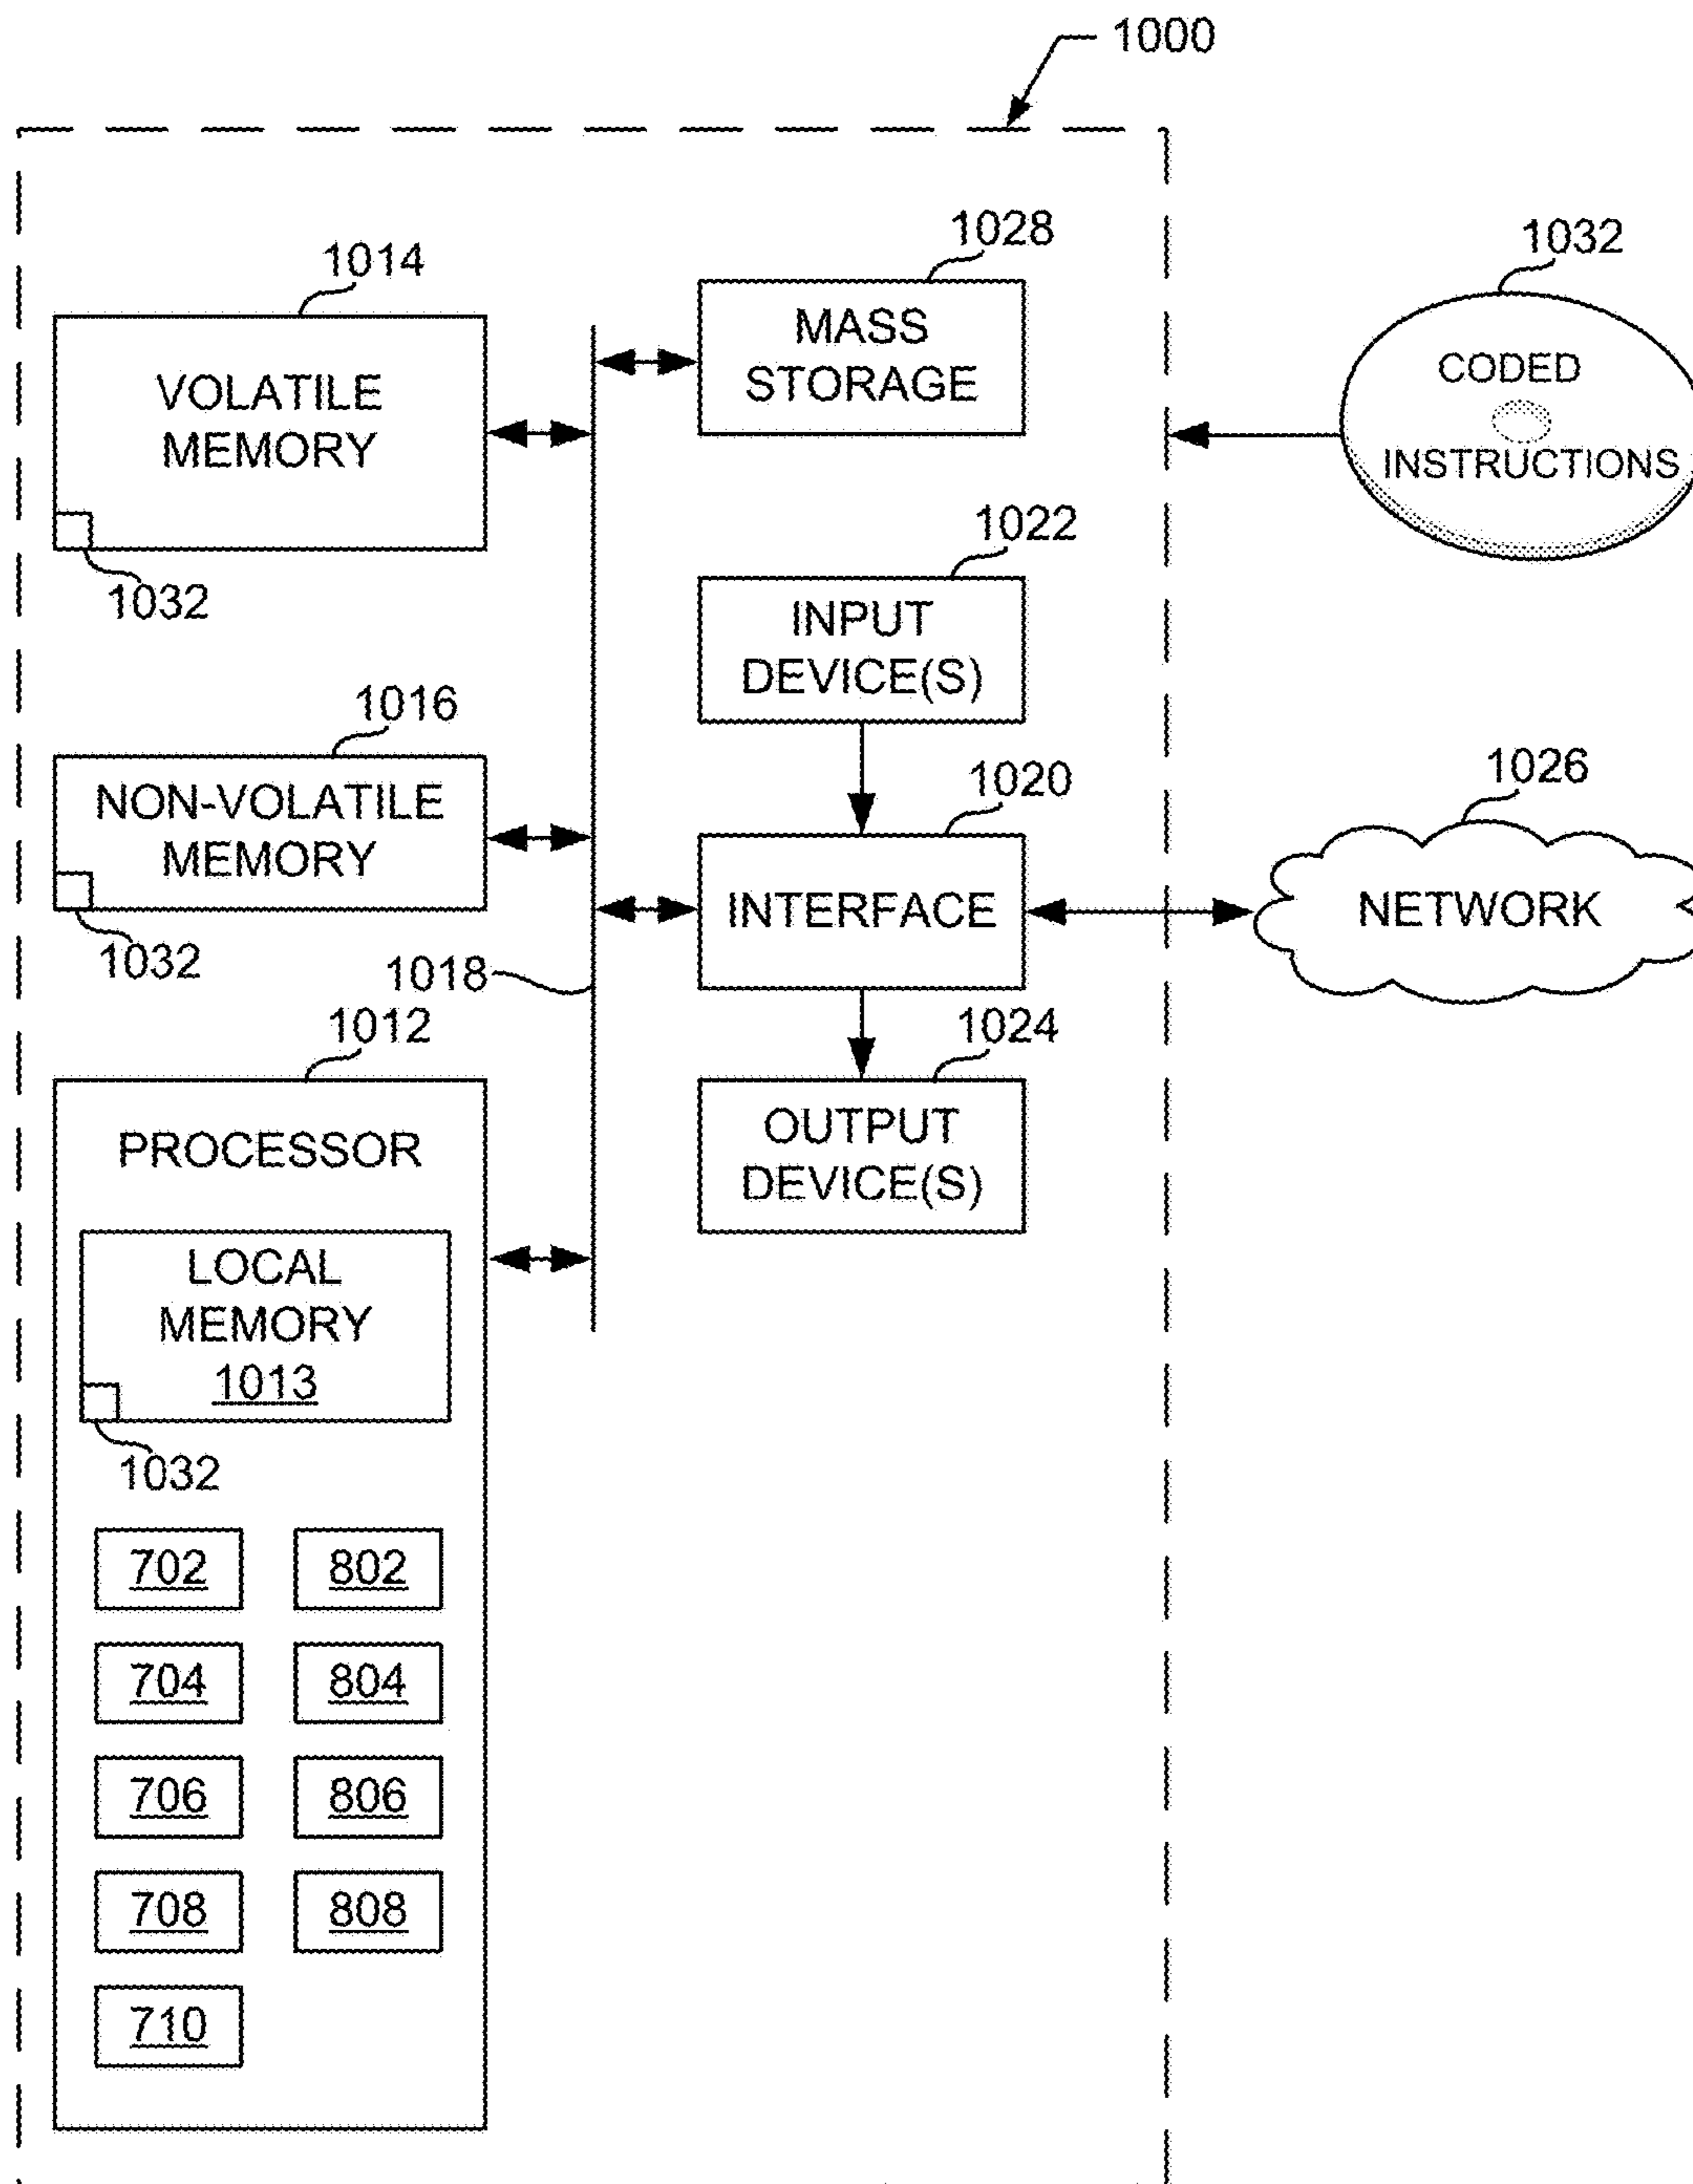 1000
1028
1032
1014
MASS
STORAGE
VOLATILE
MEMORY
CODED
INSTRUCTIONS
1032
1022
INPUT
DEVICE(S)
1016
1020
1026
NON-VOLATILE
MEMORY
INTERFACE
NETWORK
1032
1018
1012
1024
PROCESSOR
OUTPUT
DEVICE(S)
LOCAL
MEMORY
1013
1032
702
802
704
804
706
806
708
808
710